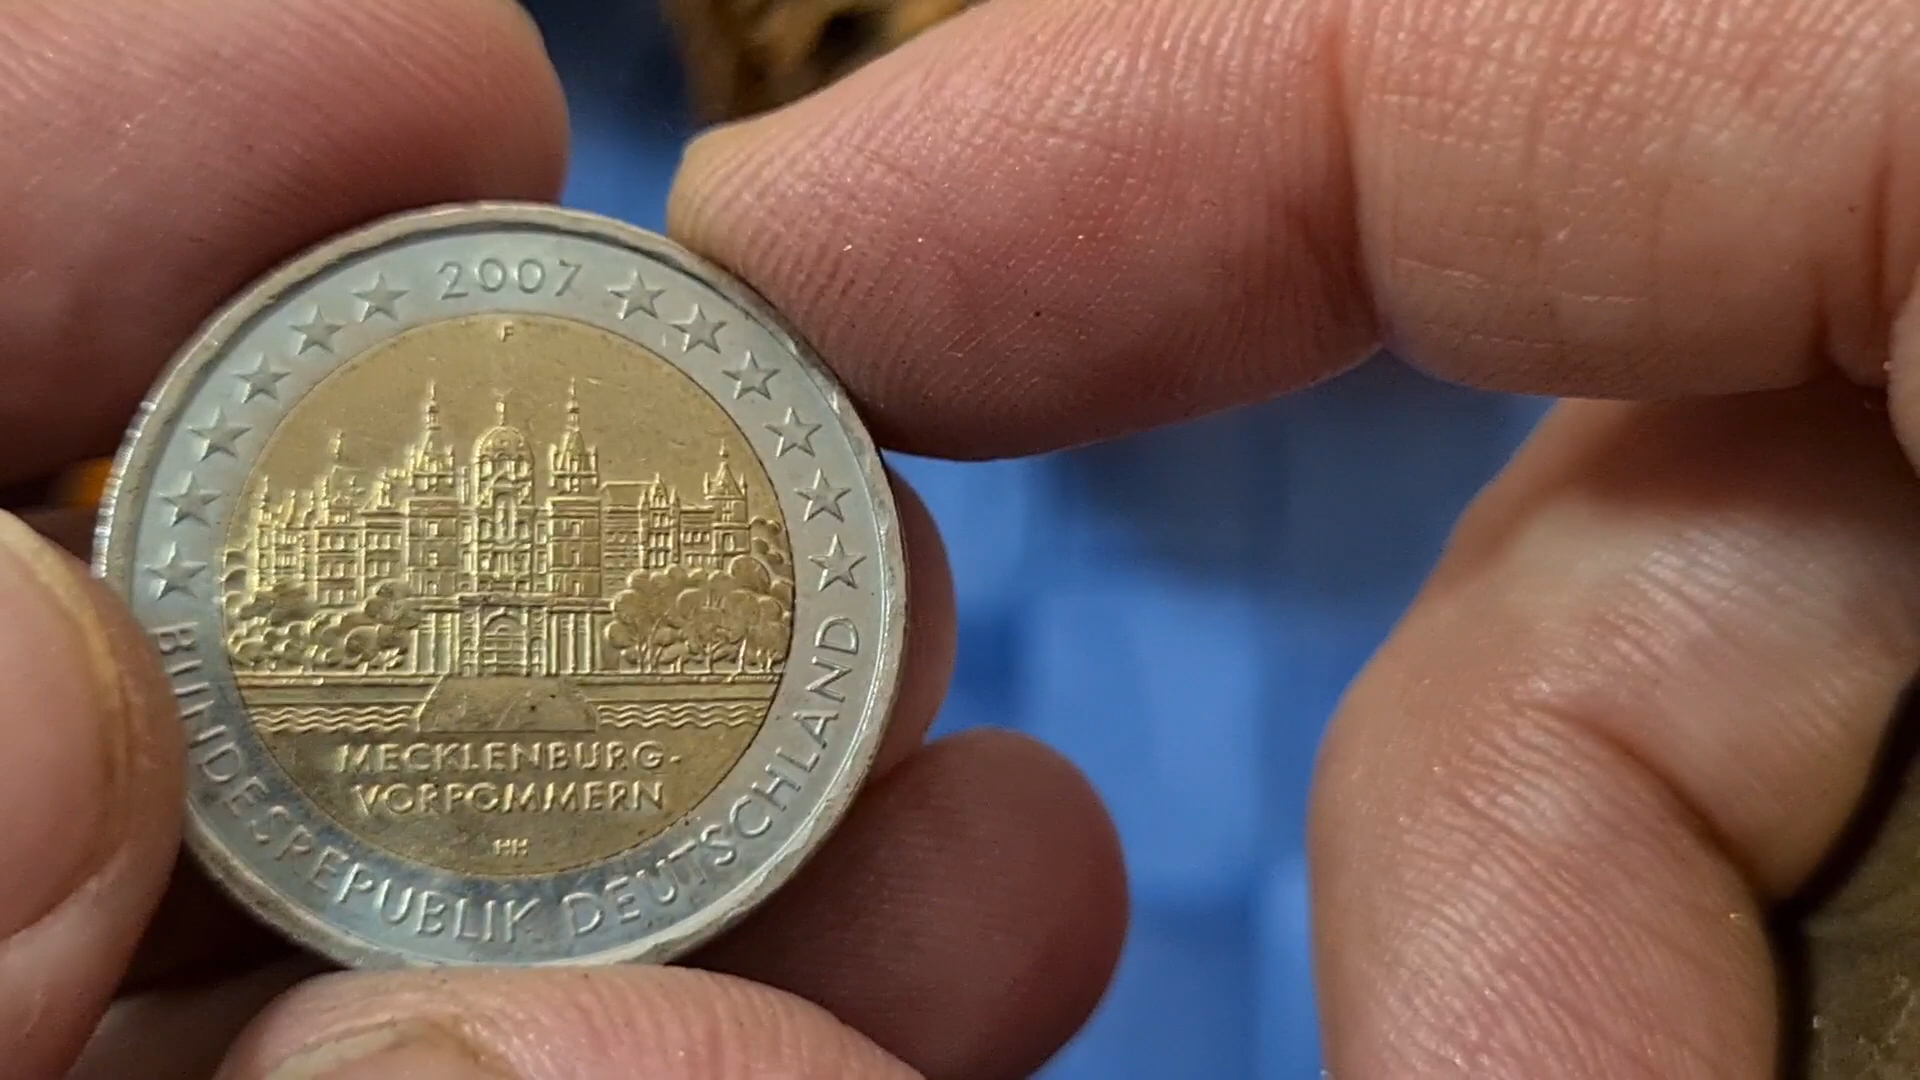 2007
F
MECKLENBURG-
VORPOMMERN
HH
BUNDESREPUBLIK DEUTSCHLAND